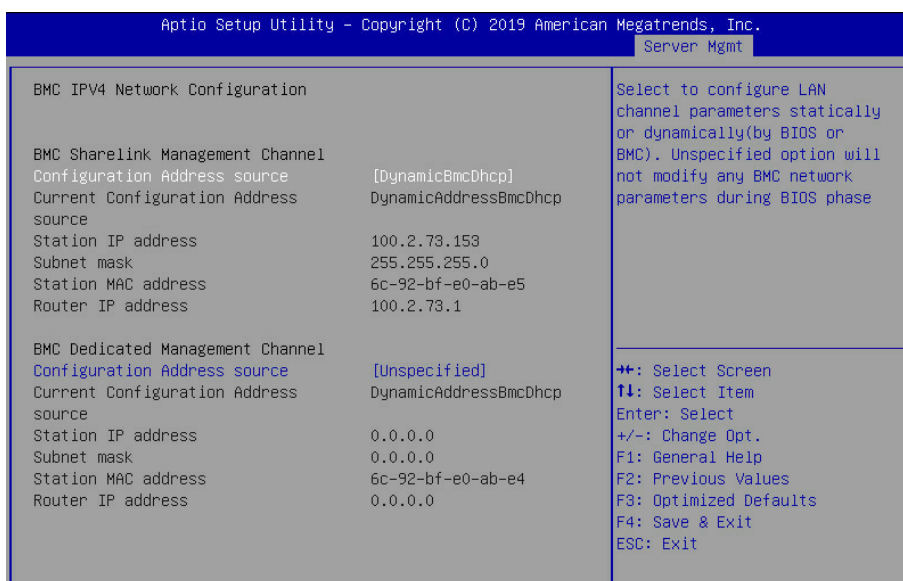 Aptio Setup Utility – Copyright (C) 2019 American Megatrends, Inc.
Server Mgmt
BMC IPV4 Network Configuration
BMC Sharelink Management Channel
Configuration Address source [DynamicBmcDhcp]
Current Configuration Address DynamicAddressBmcDhcp
source
Station IP address 100.2.73.153
Subnet mask 255.255.255.0
Station MAC address 6c-92-bf-e0-ab-e5
Router IP address 100.2.73.1
BMC Dedicated Management Channel
Configuration Address source [Unspecified]
Current Configuration Address DynamicAddressBmcDhcp
source
Station IP address 0.0.0.0
Subnet mask 0.0.0.0
Station MAC address 6c-92-bf-e0-ab-e4
Router IP address 0.0.0.0
Select to configure LAN
channel parameters statically
or dynamically(by BIOS or
BMC). Unspecified option will
not modify any BMC network
parameters during BIOS phase
→←: Select Screen
↑↓: Select Item
Enter: Select
+/-: Change Opt.
F1: General Help
F2: Previous Values
F3: Optimized Defaults
F4: Save & Exit
ESC: Exit